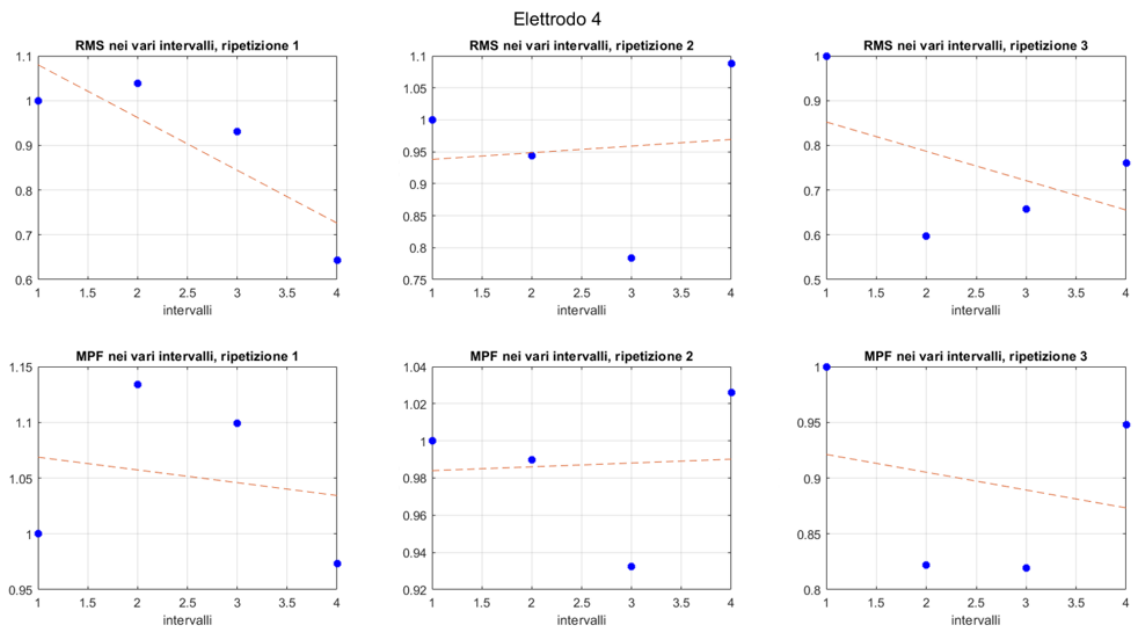 Elettrodo 4
RMS nei vari intervalli, ripetizione 1
1.1
1
0.9
0.8
0.7
0.6
1 1.5 2 2.5 3 3.5 4
intervalli
RMS nei vari intervalli, ripetizione 2
1.1
1.05
1
0.95
0.9
0.85
0.8
0.75
1 1.5 2 2.5 3 3.5 4
intervalli
RMS nei vari intervalli, ripetizione 3
1
0.9
0.8
0.7
0.6
0.5
1 1.5 2 2.5 3 3.5 4
intervalli
MPF nei vari intervalli, ripetizione 1
1.15
1.1
1.05
1
0.95
1 1.5 2 2.5 3 3.5 4
intervalli
MPF nei vari intervalli, ripetizione 2
1.04
1.02
1
0.98
0.96
0.94
0.92
1 1.5 2 2.5 3 3.5 4
intervalli
MPF nei vari intervalli, ripetizione 3
1
0.95
0.9
0.85
0.8
1 1.5 2 2.5 3 3.5 4
intervalli